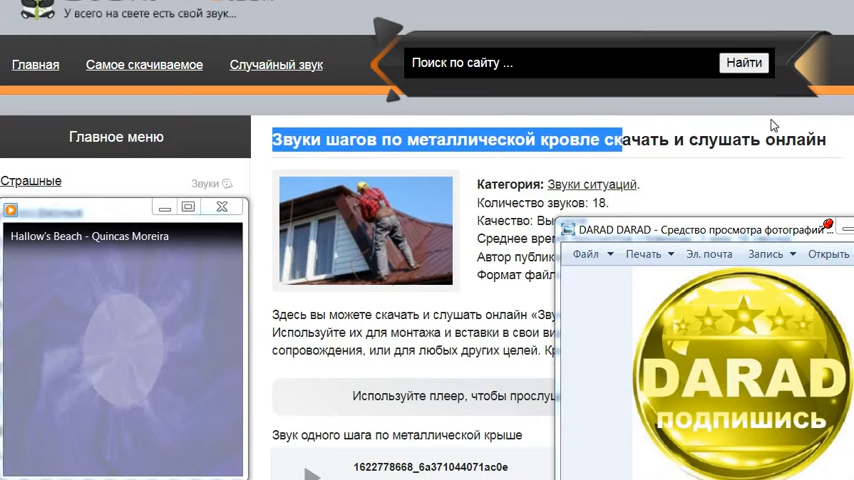 У всего на свете есть свой звук...
Главная
Самое скачиваемое
Случайный звук
Поиск по сайту ...
Найти
Главное меню
Звуки шагов по металлической кровле скачать и слушать онлайн
Страшные
Звуки
Категория: Звуки ситуаций.
Количество звуков: 18.
Качество: Вы
Среднее врем
Автор публик
Формат файл
Hallow's Beach - Quincas Moreira
DARAD DARAD - Средство просмотра фотографий ...
Файл
Печать
Эл. почта
Запись
Открыть
DARAD
подпишись
Здесь вы можете скачать и слушать онлайн «Зву
Используйте их для монтажа и вставки в свои ви
сопровождения, или для любых других целей. Кр
Используйте плеер, чтобы прослуш
Звук одного шага по металлической крыше
1622778668_6a371044071ac0e